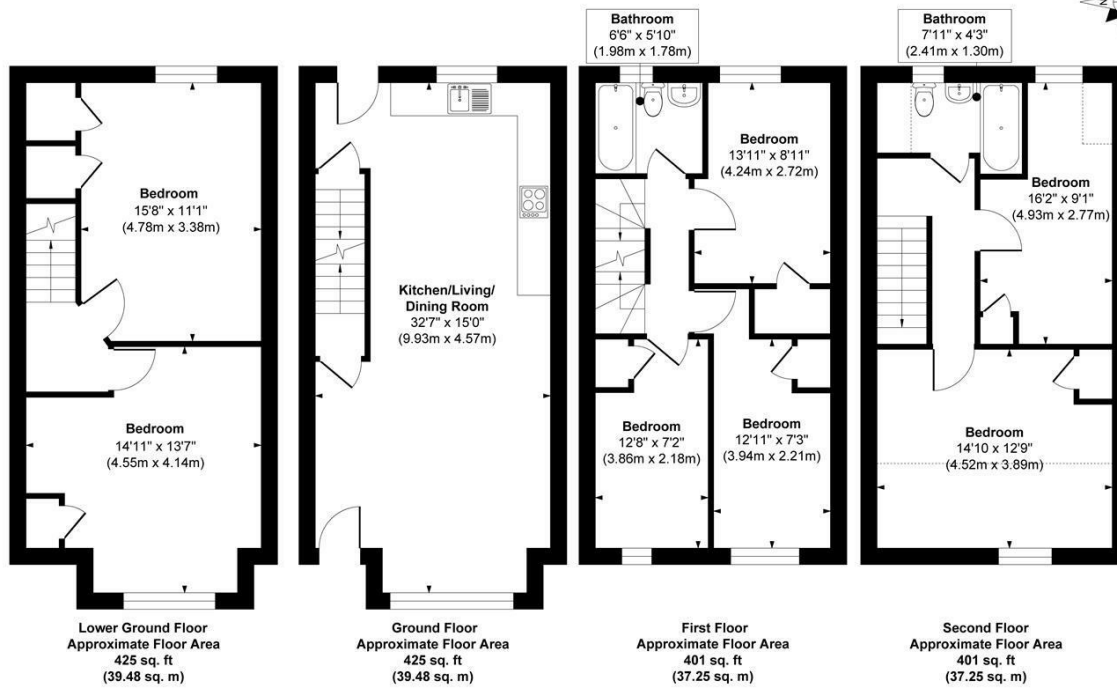 Bathroom
6'6" x 5'10"
(1.98m x 1.78m)
Bathroom
7'11" x 4'3"
(2.41m x 1.30m)
N
Bedroom
15'8" x 11'1"
(4.78m x 3.38m)
Bedroom
14'11" x 13'7"
(4.55m x 4.14m)
Kitchen/Living/
Dining Room
32'7" x 15'0"
(9.93m x 4.57m)
Bedroom
13'11" x 8'11"
(4.24m x 2.72m)
Bedroom
12'8" x 7'2"
(3.86m x 2.18m)
Bedroom
12'11" x 7'3"
(3.94m x 2.21m)
Bedroom
16'2" x 9'1"
(4.93m x 2.77m)
Bedroom
14'10 x 12'9"
(4.52m x 3.89m)
Lower Ground Floor
Approximate Floor Area
425 sq. ft
(39.48 sq. m)
Ground Floor
Approximate Floor Area
425 sq. ft
(39.48 sq. m)
First Floor
Approximate Floor Area
401 sq. ft
(37.25 sq. m)
Second Floor
Approximate Floor Area
401 sq. ft
(37.25 sq. m)